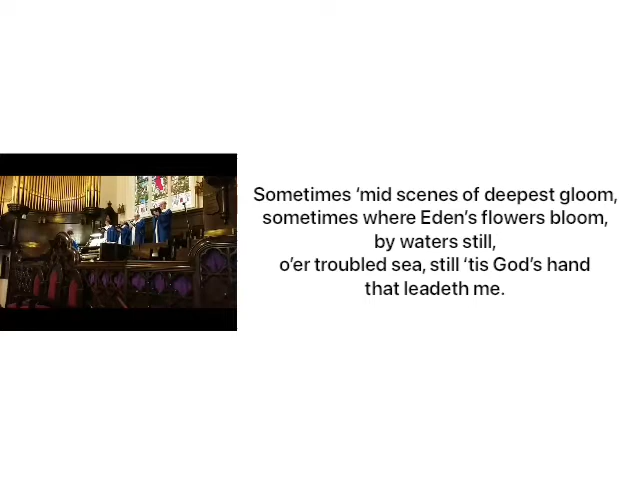 Sometimes ‘mid scenes of deepest gloom,
sometimes where Eden’s flowers bloom,
by waters still,
o’er troubled sea, still ‘tis God’s hand
that leadeth me.